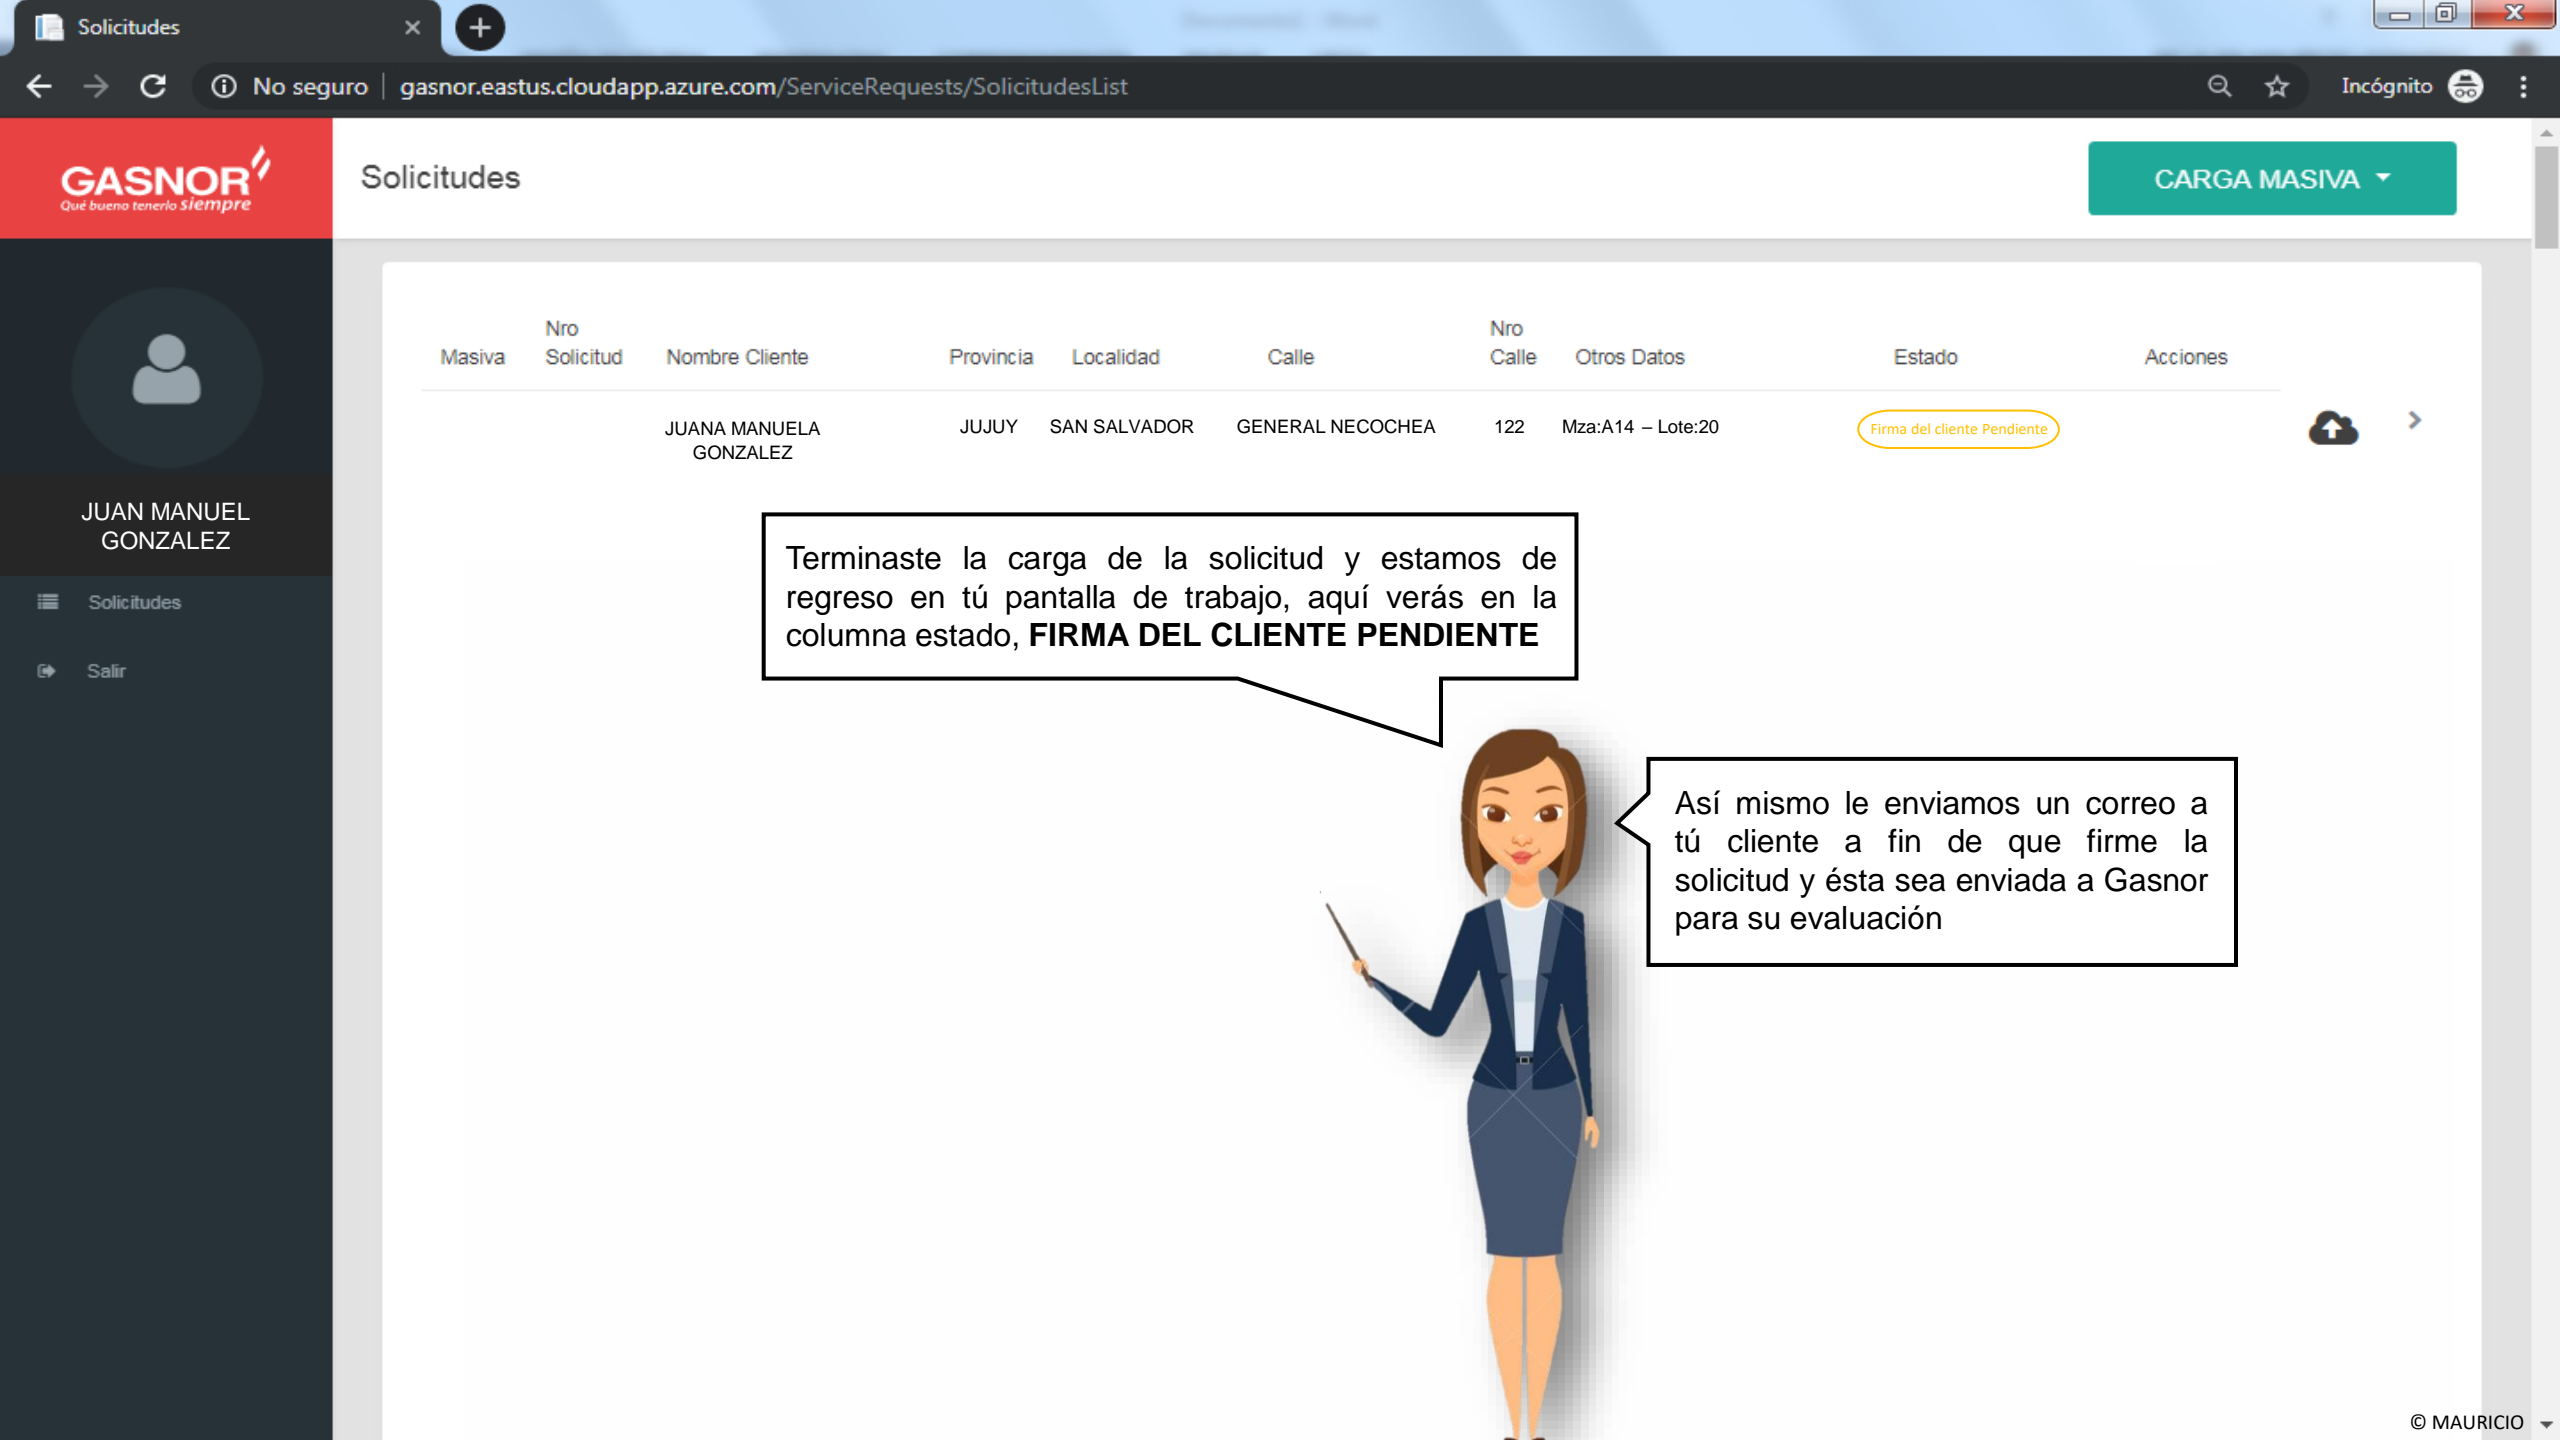 Solicitudes
No seguro | gasnor.eastus.cloudapp.azure.com/ServiceRequests/SolicitudesList
Incógnito
GASNOR
Qué bueno tenerlo siempre
Solicitudes
CARGA MASIVA
Masiva Nro Solicitud Nombre Cliente Provincia Localidad Calle Nro Calle Otros Datos Estado Acciones
JUANA MANUELA GONZALEZ JUJUY SAN SALVADOR GENERAL NECOCHEA 122 Mza:A14 – Lote:20 Firma del cliente Pendiente
JUAN MANUEL
GONZALEZ
Solicitudes
Salir
Terminaste la carga de la solicitud y estamos de
regreso en tú pantalla de trabajo, aquí verás en la
columna estado, FIRMA DEL CLIENTE PENDIENTE
Así mismo le enviamos un correo a
tú cliente a fin de que firme la
solicitud y ésta sea enviada a Gasnor
para su evaluación
© MAURICIO